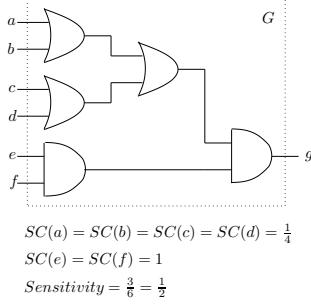 a
G
b
c
d
e
g
f
SC(a) = SC(b) = SC(c) = SC(d) = 1/4
SC(e) = SC(f) = 1
Sensitivity = 3/6 = 1/2